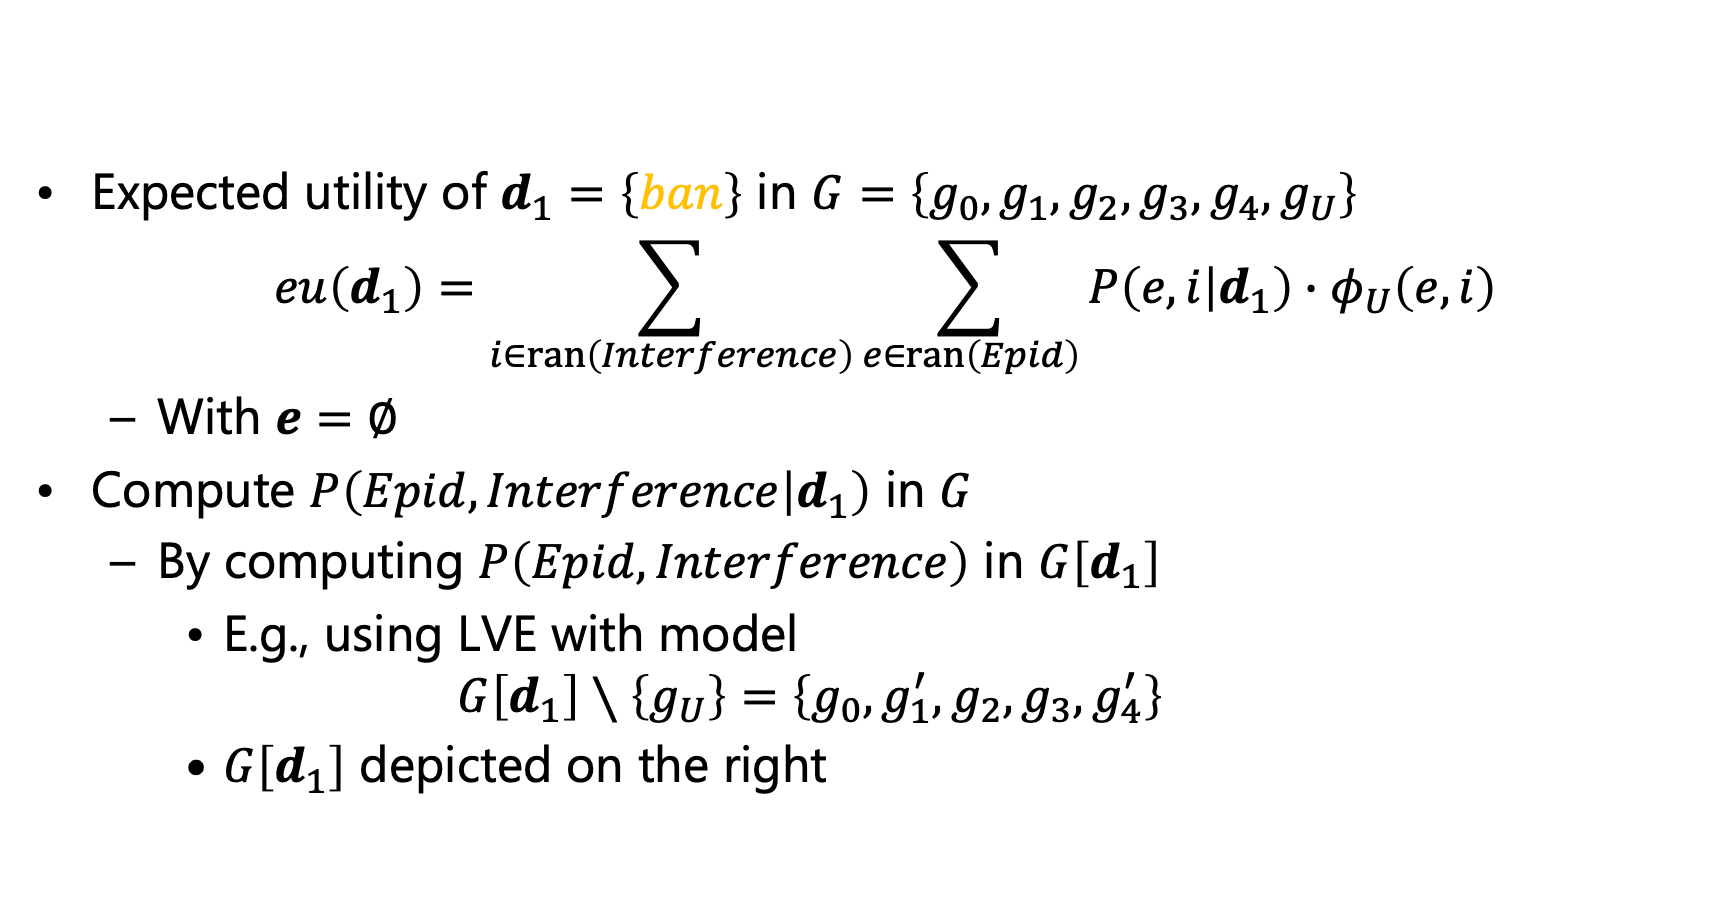 • Expected utility of 𝒅₁ = {ban} in G = {g₀, g₁, g₂, g₃, g₄, g_U}
eu(𝒅₁) = ∑_{i∈ran(Interference)} ∑_{e∈ran(Epid)} P(e, i|𝒅₁) · ϕ_U(e, i)
– With 𝒆 = ∅
• Compute P(Epid, Interference|𝒅₁) in G
– By computing P(Epid, Interference) in G[𝒅₁]
• E.g., using LVE with model
G[𝒅₁] \ {g_U} = {g₀, g₁′, g₂, g₃, g₄′}
• G[𝒅₁] depicted on the right